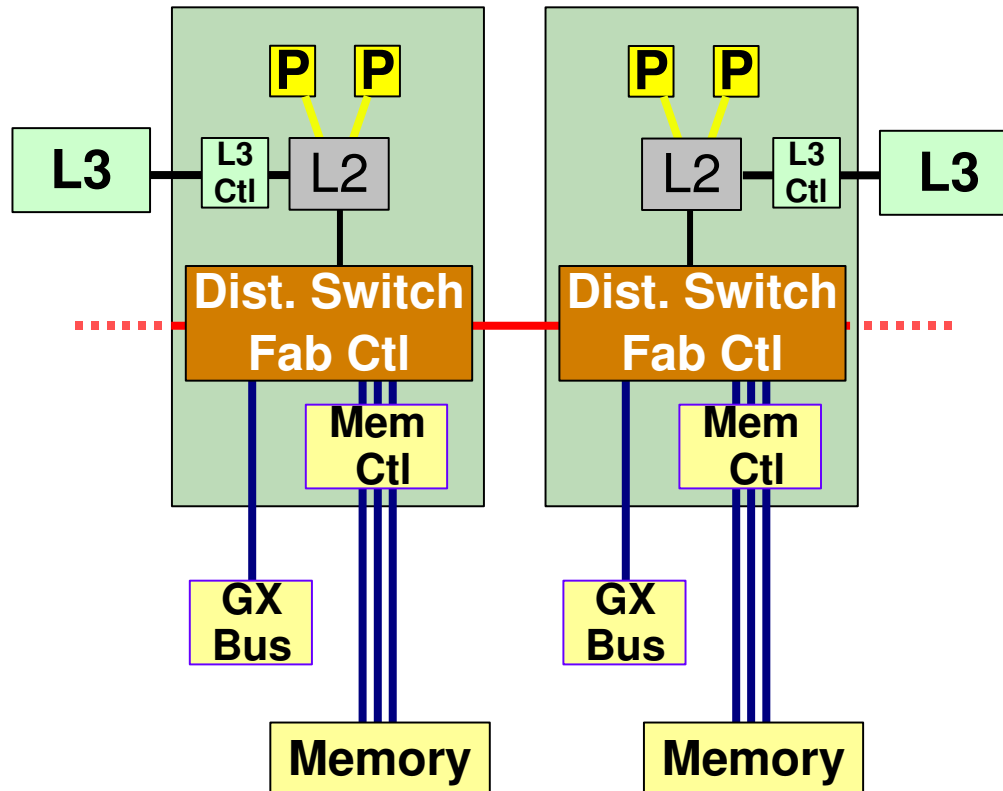 P P
L3
L3
Ctl
L2
Dist. Switch
Fab Ctl
Mem
Ctl
GX
Bus
Memory
P P
L2
L3
Ctl
L3
Dist. Switch
Fab Ctl
Mem
Ctl
GX
Bus
Memory